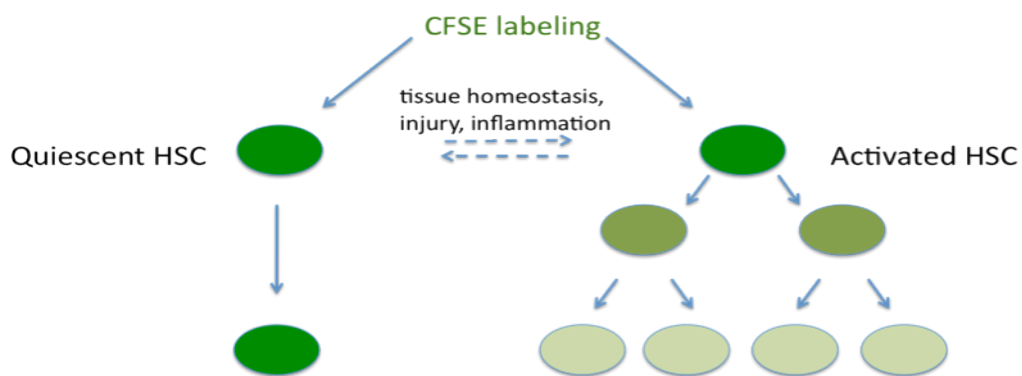 CFSE labeling
tissue homeostasis,
injury, inflammation
Quiescent HSC
Activated HSC